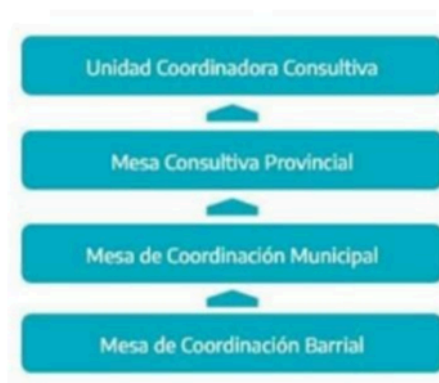 Unidad Coordinadora Consultiva
Mesa Consultiva Provincial
Mesa de Coordinación Municipal
Mesa de Coordinación Barrial